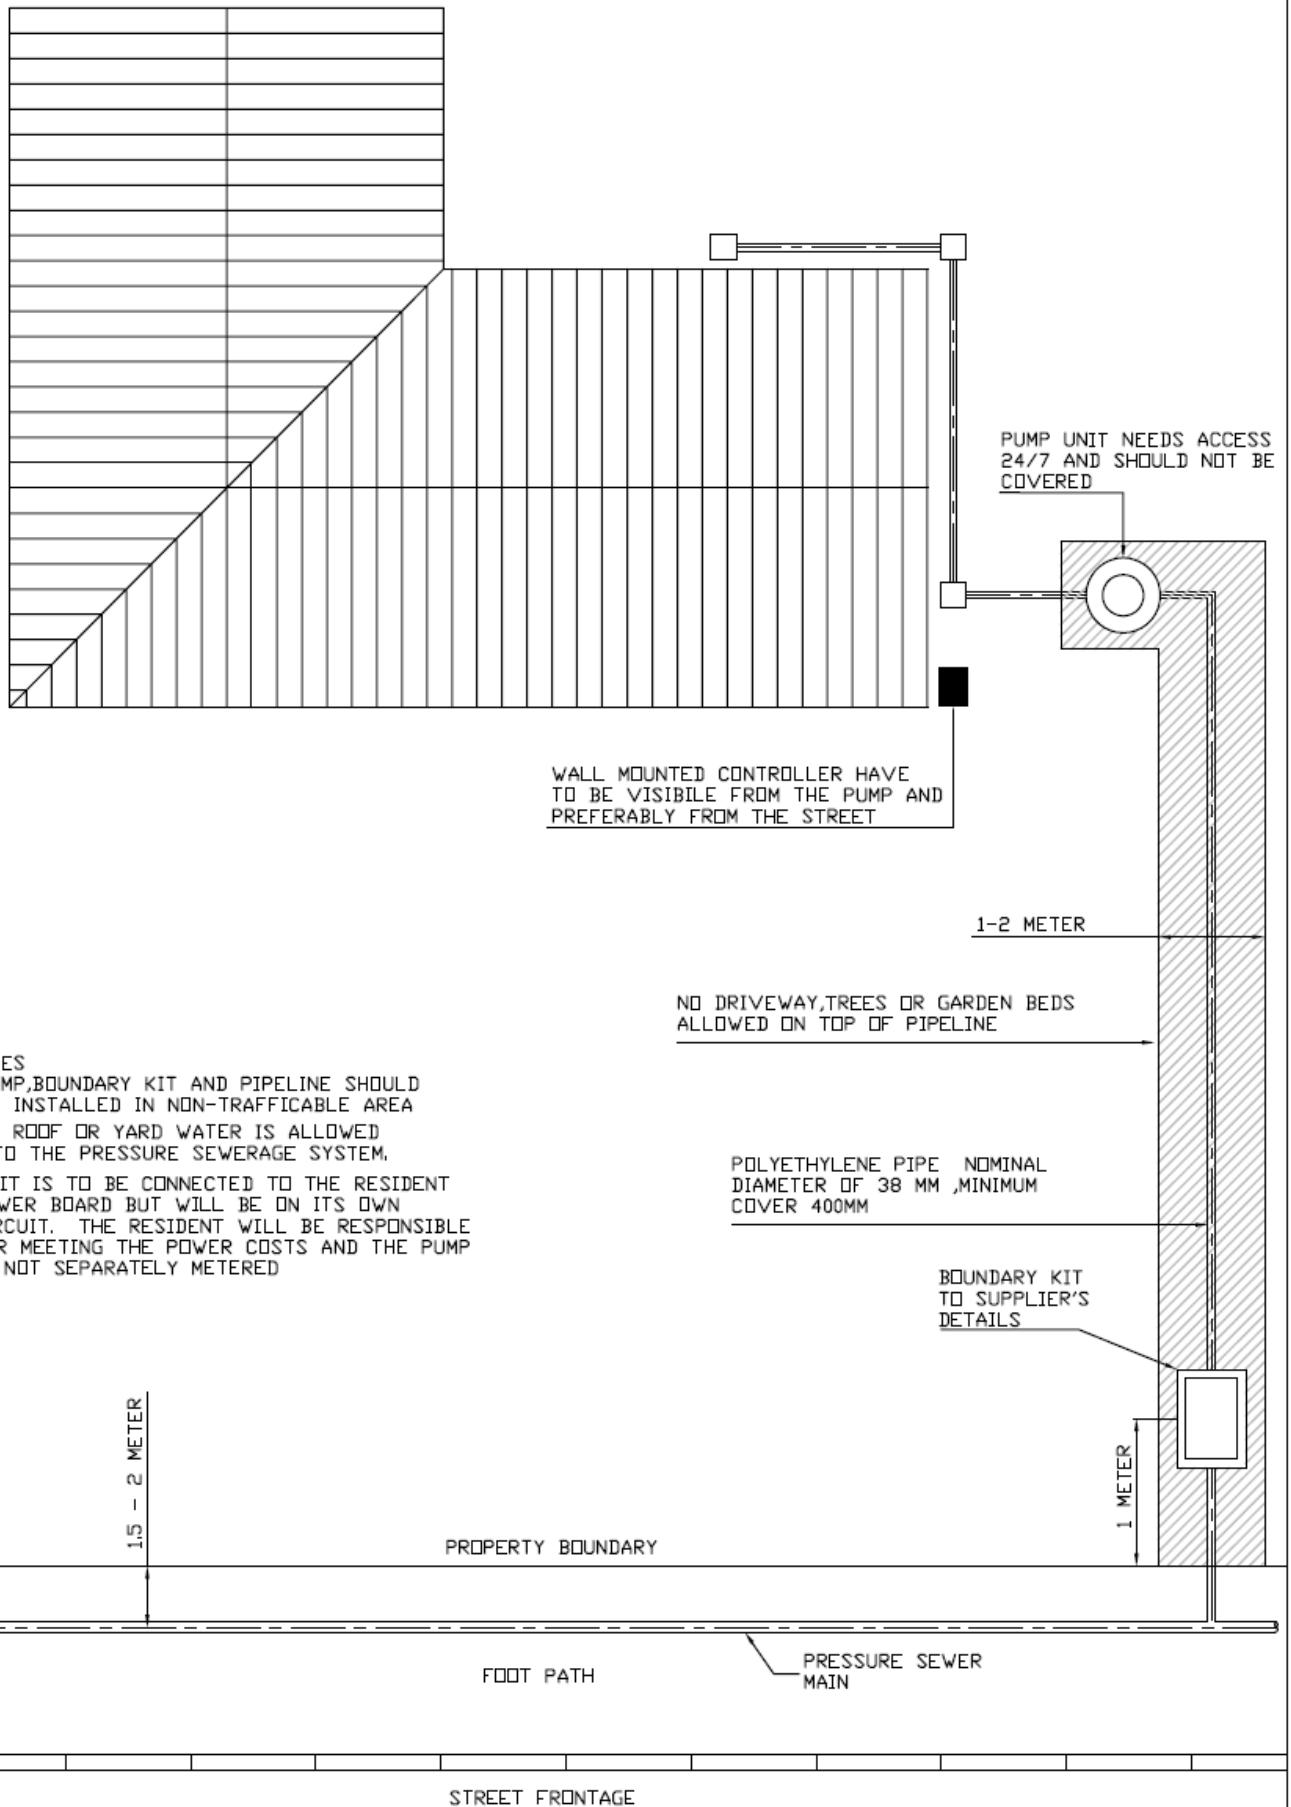 PUMP UNIT NEEDS ACCESS
24/7 AND SHOULD NOT BE
COVERED
WALL MOUNTED CONTROLLER HAVE
TO BE VISIBILE FROM THE PUMP AND
PREFERABLY FROM THE STREET
1-2 METER
NO DRIVEWAY,TREES OR GARDEN BEDS
ALLOWED ON TOP OF PIPELINE
ES
MP,BOUNDARY KIT AND PIPELINE SHOULD
INSTALLED IN NON-TRAFFICABLE AREA
ROOF OR YARD WATER IS ALLOWED
TO THE PRESSURE SEWERAGE SYSTEM.
IT IS TO BE CONNECTED TO THE RESIDENT
WER BOARD BUT WILL BE ON ITS OWN
RCUIT. THE RESIDENT WILL BE RESPONSIBLE
R MEETING THE POWER COSTS AND THE PUMP
NOT SEPARATELY METERED
POLYETHYLENE PIPE NOMINAL
DIAMETER OF 38 MM ,MINIMUM
COVER 400MM
BOUNDARY KIT
TO SUPPLIER'S
DETAILS
1.5 - 2 METER
1 METER
PROPERTY BOUNDARY
FOOT PATH
PRESSURE SEWER
MAIN
STREET FRONTAGE